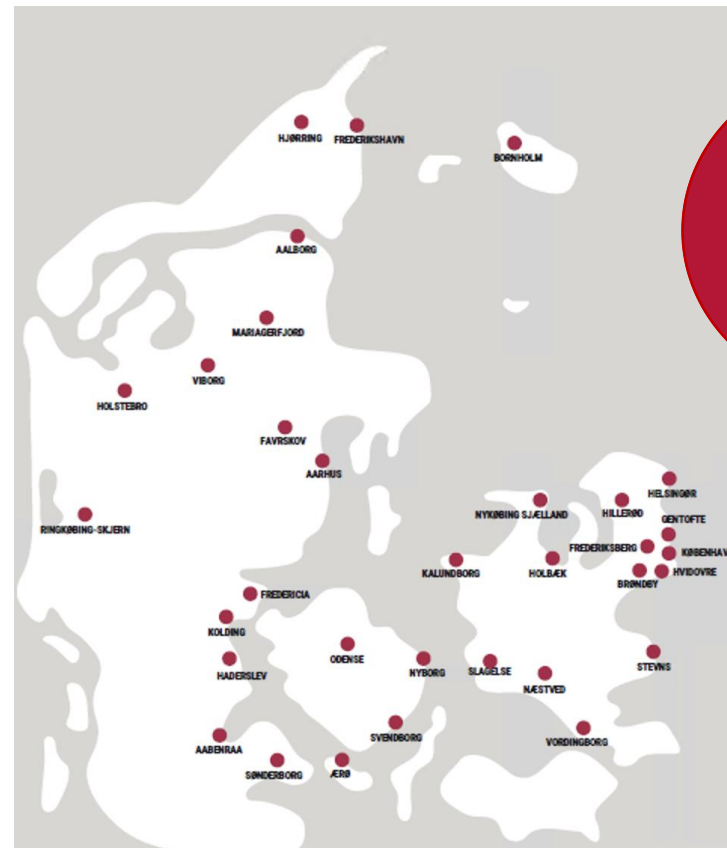 HJØRRING
FREDERIKSHAVN
BORNHOLM
AALBORG
MARIAGERFJORD
VIBORG
HOLSTEBRO
FAVRSKOV
AARHUS
RINGKØBING-SKJERN
HELSINGØR
NYKØBING SJÆLLAND
HILLERØD
GENTOFTE
FREDERIKSBERG
KØBENHAV
KALUNDBORG
HOLBÆK
BRØNDBY
HVIDOVRE
FREDERICIA
KOLDING
ODENSE
HADERSLEV
NYBORG
SLAGELSE
STEVNS
NÆSTVED
SVENDBORG
VORDINGBORG
AABENRAA
SØNDERBORG
ÆRØ